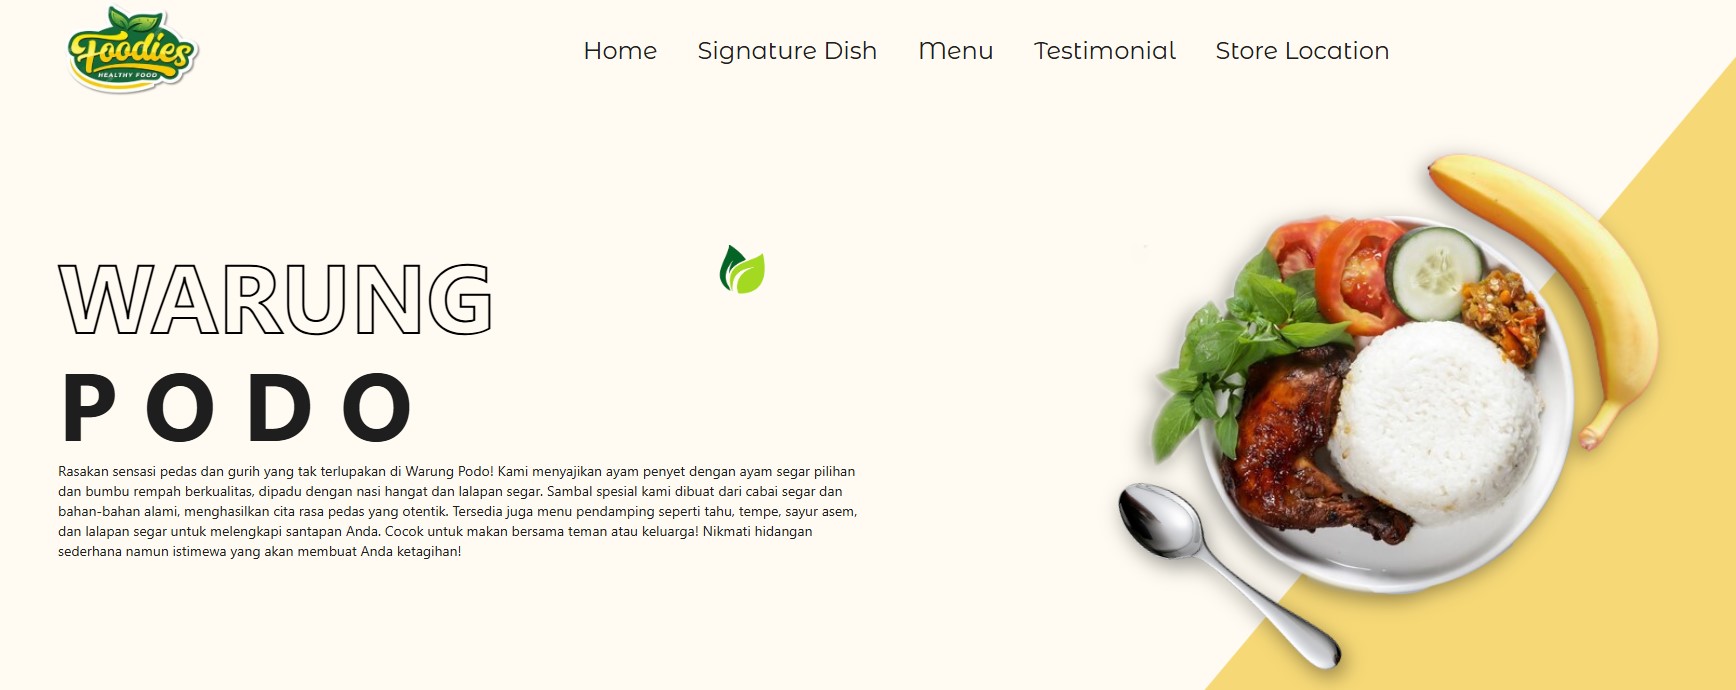 Foodies
HEALTHY FOOD
Home Signature Dish Menu Testimonial Store Location
WARUNG
PODO
Rasakan sensasi pedas dan gurih yang tak terlupakan di Warung Podo! Kami menyajikan ayam penyet dengan ayam segar pilihan
dan bumbu rempah berkualitas, dipadu dengan nasi hangat dan lalapan segar. Sambal spesial kami dibuat dari cabai segar dan
bahan-bahan alami, menghasilkan cita rasa pedas yang otentik. Tersedia juga menu pendamping seperti tahu, tempe, sayur asem,
dan lalapan segar untuk melengkapi santapan Anda. Cocok untuk makan bersama teman atau keluarga! Nikmati hidangan
sederhana namun istimewa yang akan membuat Anda ketagihan!